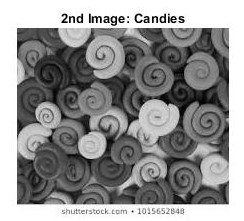 2nd Image: Candies
shutterstock.com • 1015652848